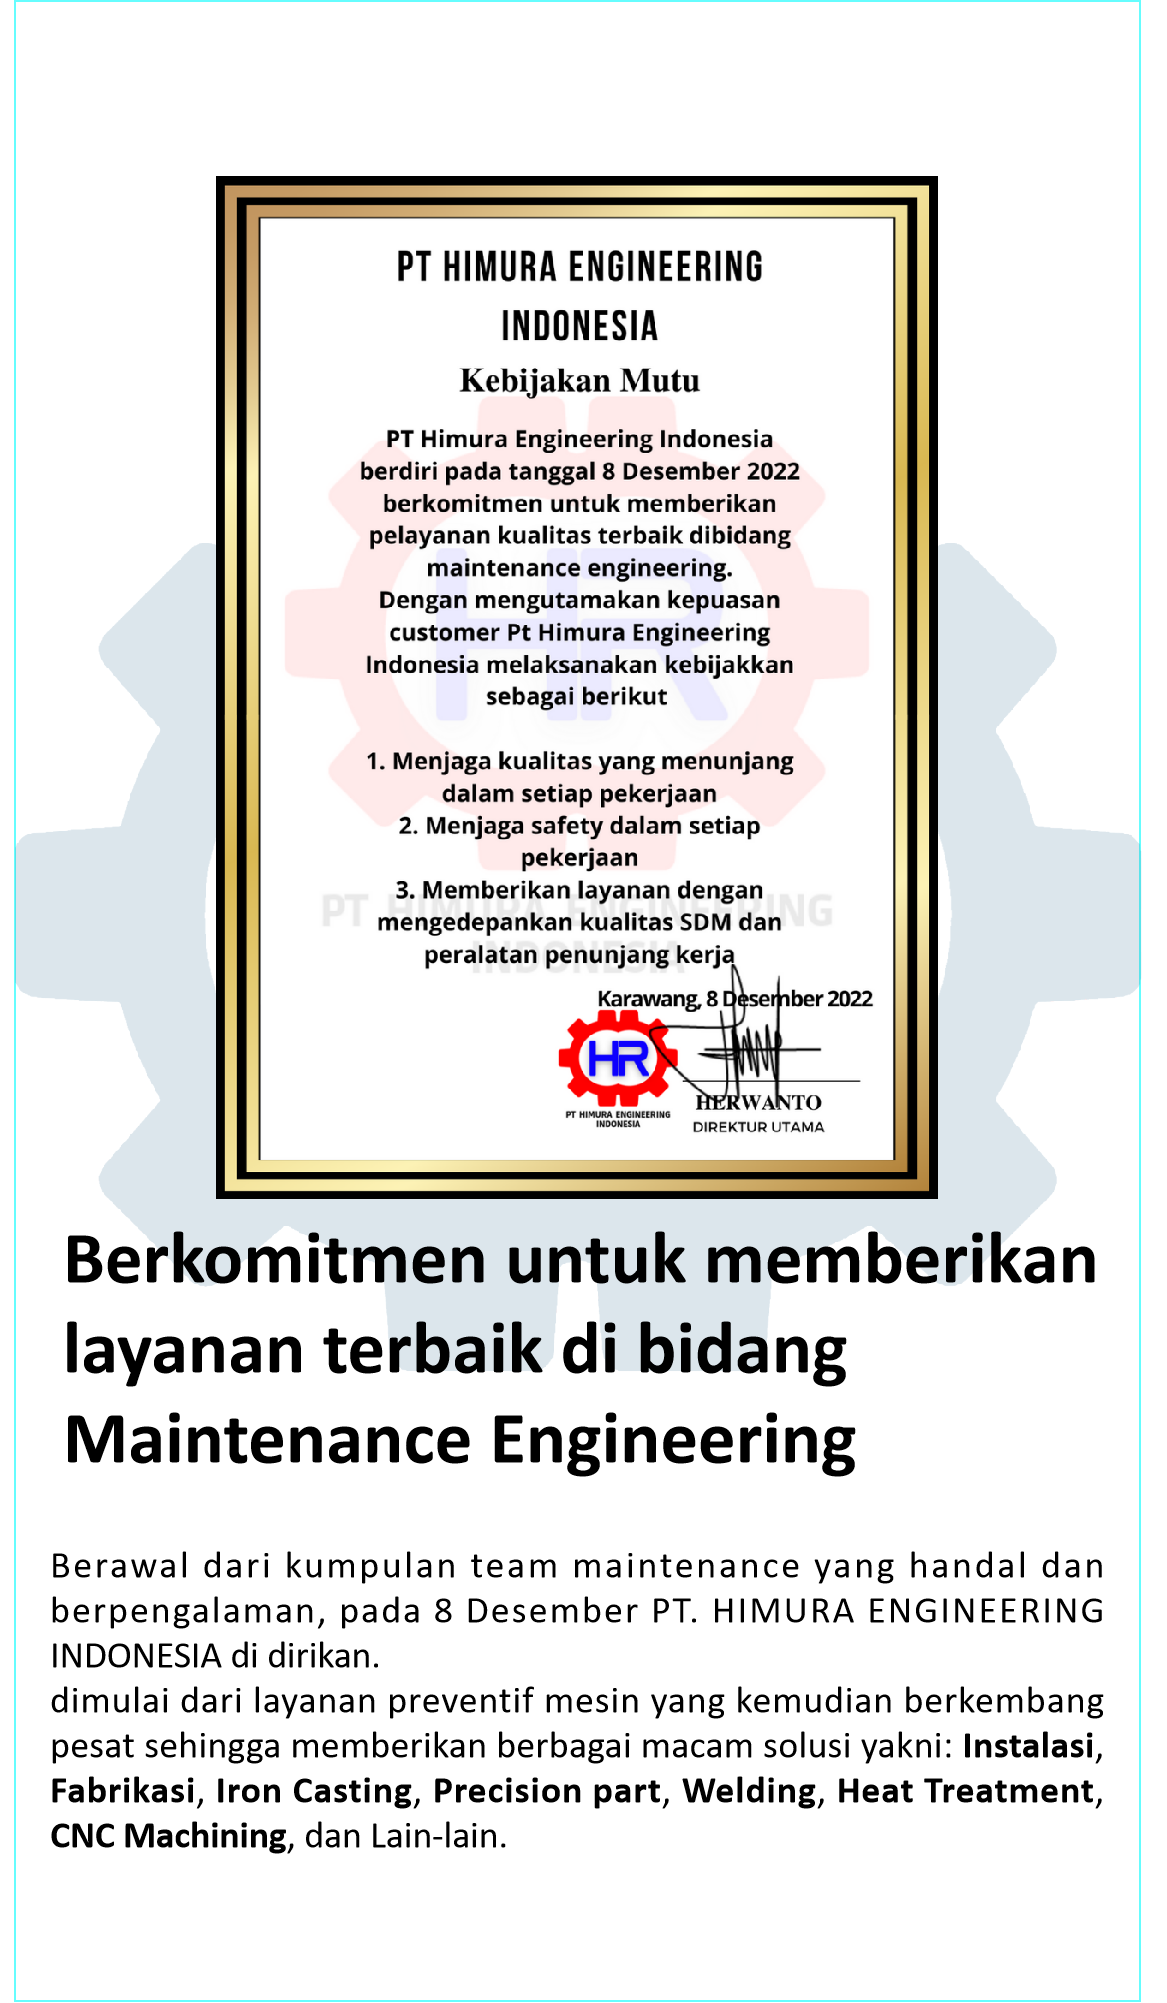 PT HIMURA ENGINEERING
INDONESIA
Kebijakan Mutu
PT Himura Engineering Indonesia
berdiri pada tanggal 8 Desember 2022
berkomitmen untuk memberikan
pelayanan kualitas terbaik dibidang
maintenance engineering.
Dengan mengutamakan kepuasan
customer Pt Himura Engineering
Indonesia melaksanakan kebijakkan
sebagai berikut
1. Menjaga kualitas yang menunjang
dalam setiap pekerjaan
2. Menjaga safety dalam setiap
pekerjaan
3. Memberikan layanan dengan
mengedepankan kualitas SDM dan
peralatan penunjang kerja
HR
PT HIMURA ENGINEERING
INDONESIA
Karawang, 8 Desember 2022
HR
PT HIMURA ENGINEERING
INDONESIA
HERWANTO
DIREKTUR UTAMA
Berkomitmen untuk memberikan
layanan terbaik di bidang
Maintenance Engineering
Berawal dari kumpulan team maintenance yang handal dan
berpengalaman, pada 8 Desember PT. HIMURA ENGINEERING
INDONESIA di dirikan.
dimulai dari layanan preventif mesin yang kemudian berkembang
pesat sehingga memberikan berbagai macam solusi yakni: Instalasi,
Fabrikasi, Iron Casting, Precision part, Welding, Heat Treatment,
CNC Machining, dan Lain-lain.